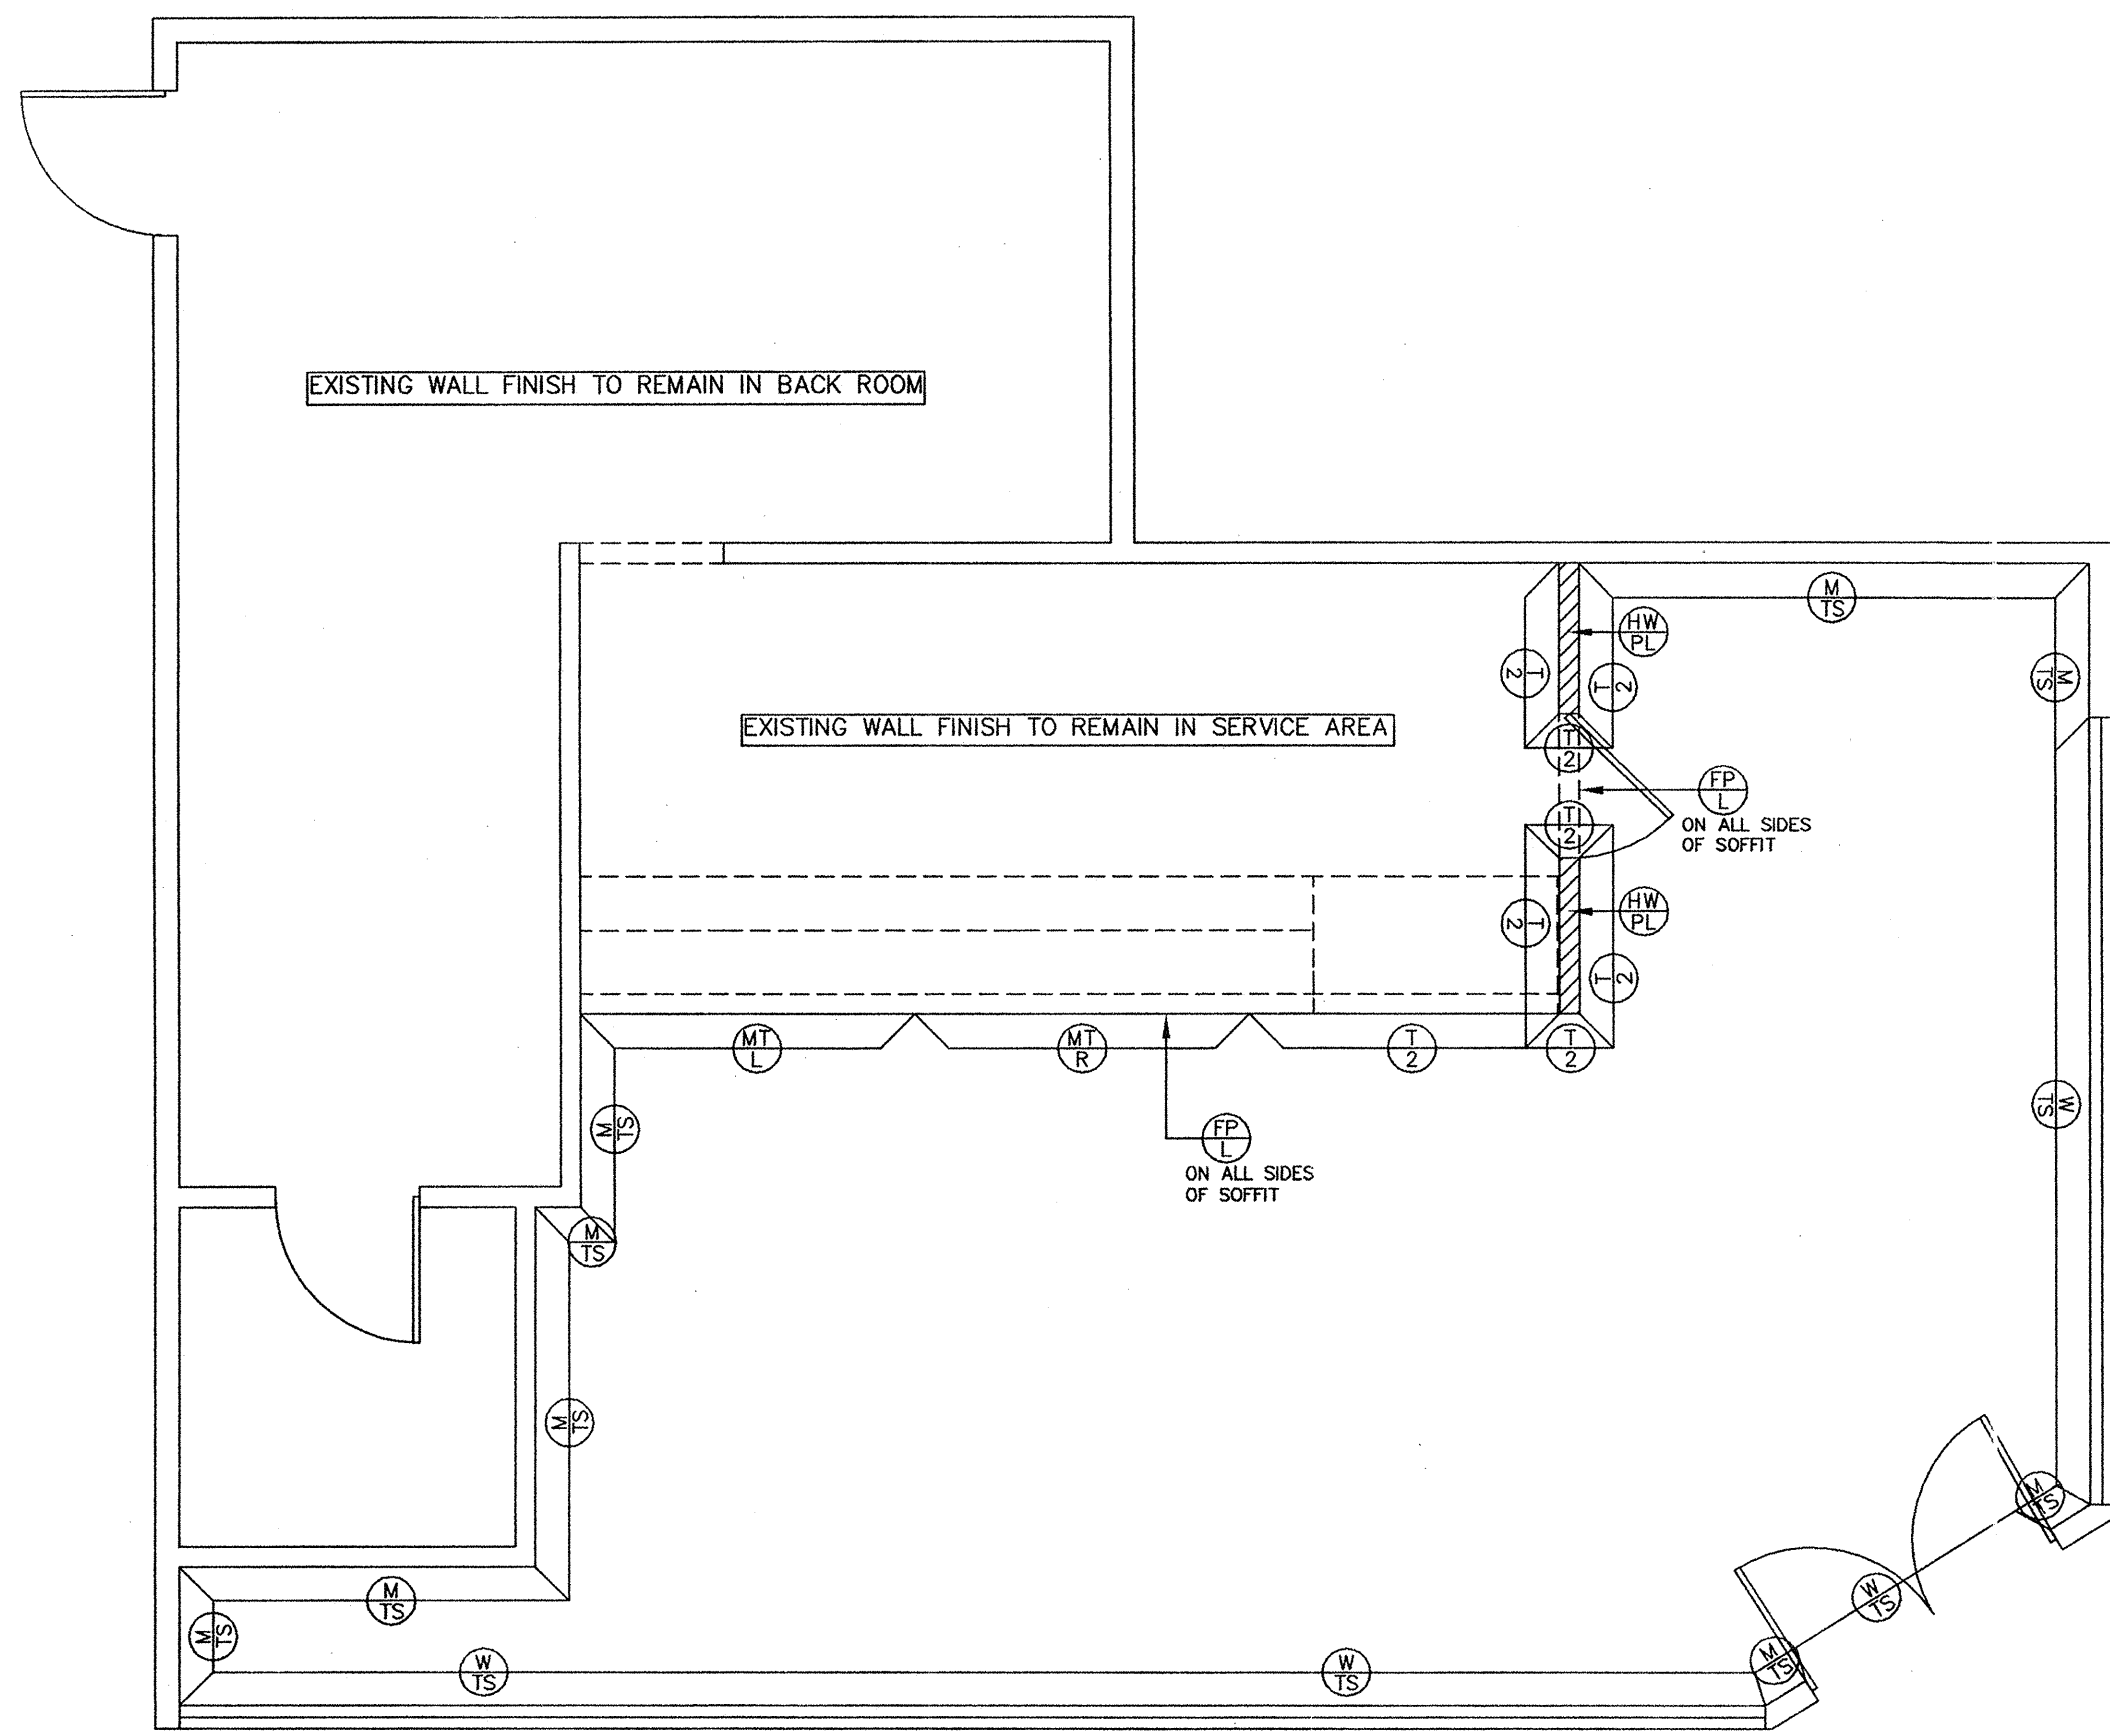 EXISTING WALL FINISH TO REMAIN IN BACK ROOM
M
TS
HW
PL
M
TS
T
2
T
2
EXISTING WALL FINISH TO REMAIN IN SERVICE AREA
T
2
FP
L
ON ALL SIDES
OF SOFFIT
T
2
HW
PL
T
2
T
2
MT
L
MT
R
T
2
T
2
W
TS
M
TS
FP
L
ON ALL SIDES
OF SOFFIT
M
TS
M
TS
M
TS
W
TS
M
TS
M
TS
M
TS
W
TS
W
TS